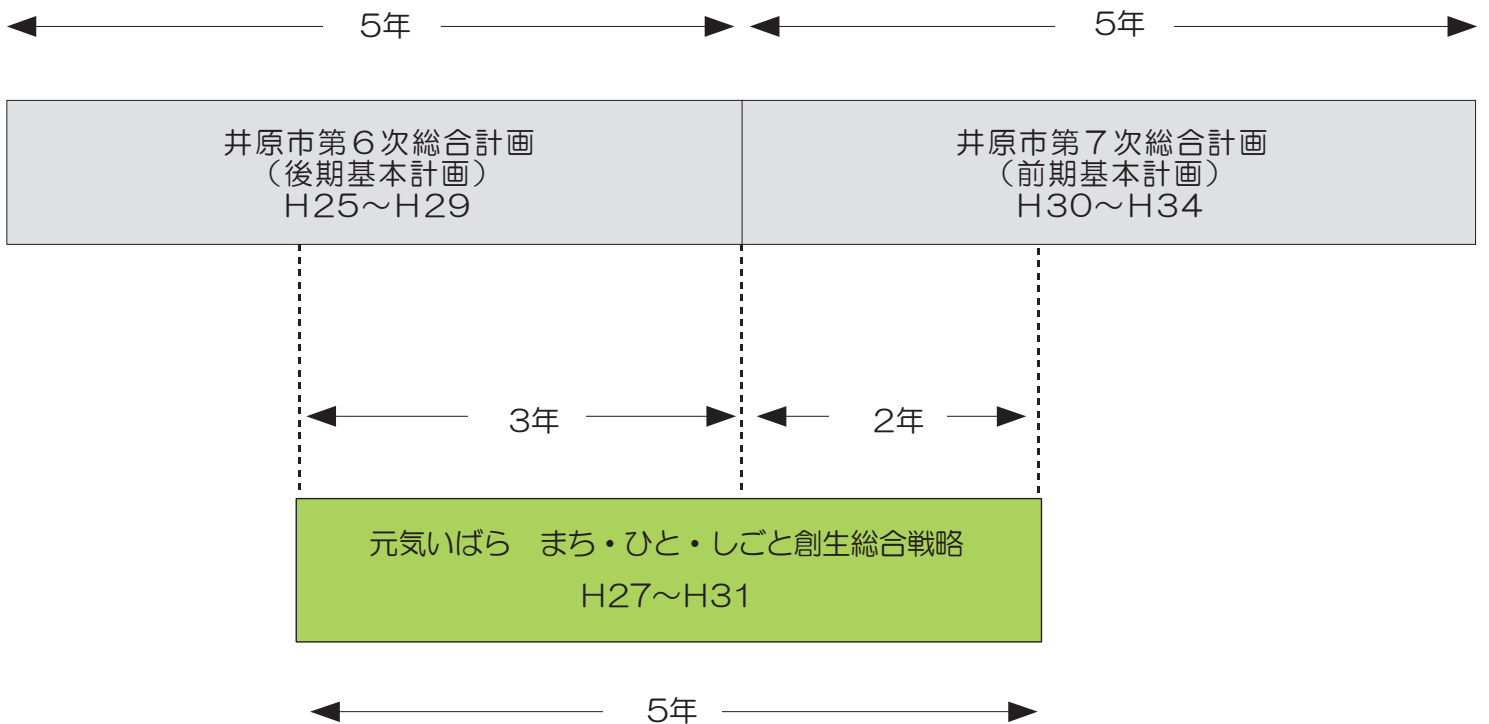 5年
5年
井原市第６次総合計画
（後期基本計画）
H25～H29
井原市第７次総合計画
（前期基本計画）
H30～H34
3年
2年
元気いばら　まち・ひと・しごと創生総合戦略
H27～H31
5年